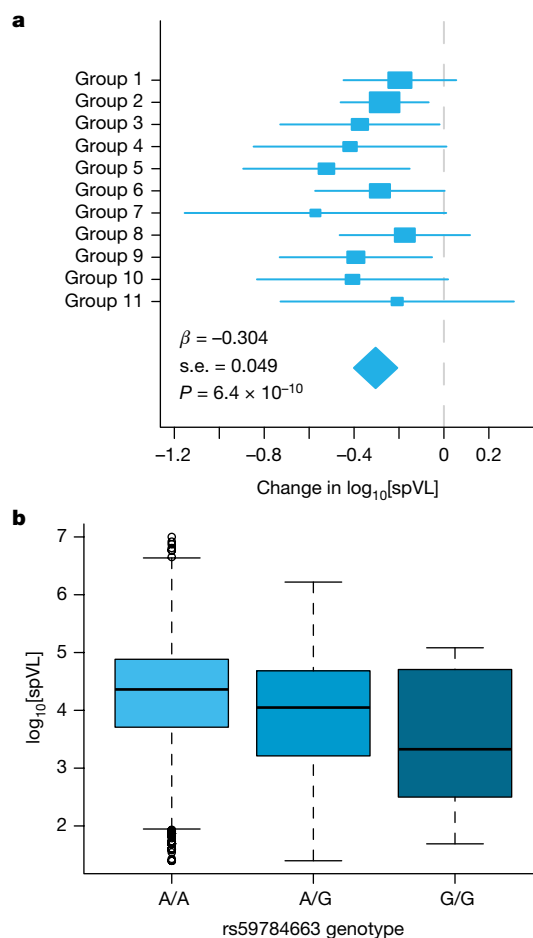 a
Group 1
Group 2
Group 3
Group 4
Group 5
Group 6
Group 7
Group 8
Group 9
Group 10
Group 11
β = –0.304
s.e. = 0.049
P = 6.4 × 10⁻¹⁰
–1.2 –0.8 –0.4 0 0.2
Change in log₁₀[spVL]
b
7
6
5
4
3
2
log₁₀[spVL]
A/A A/G G/G
rs59784663 genotype